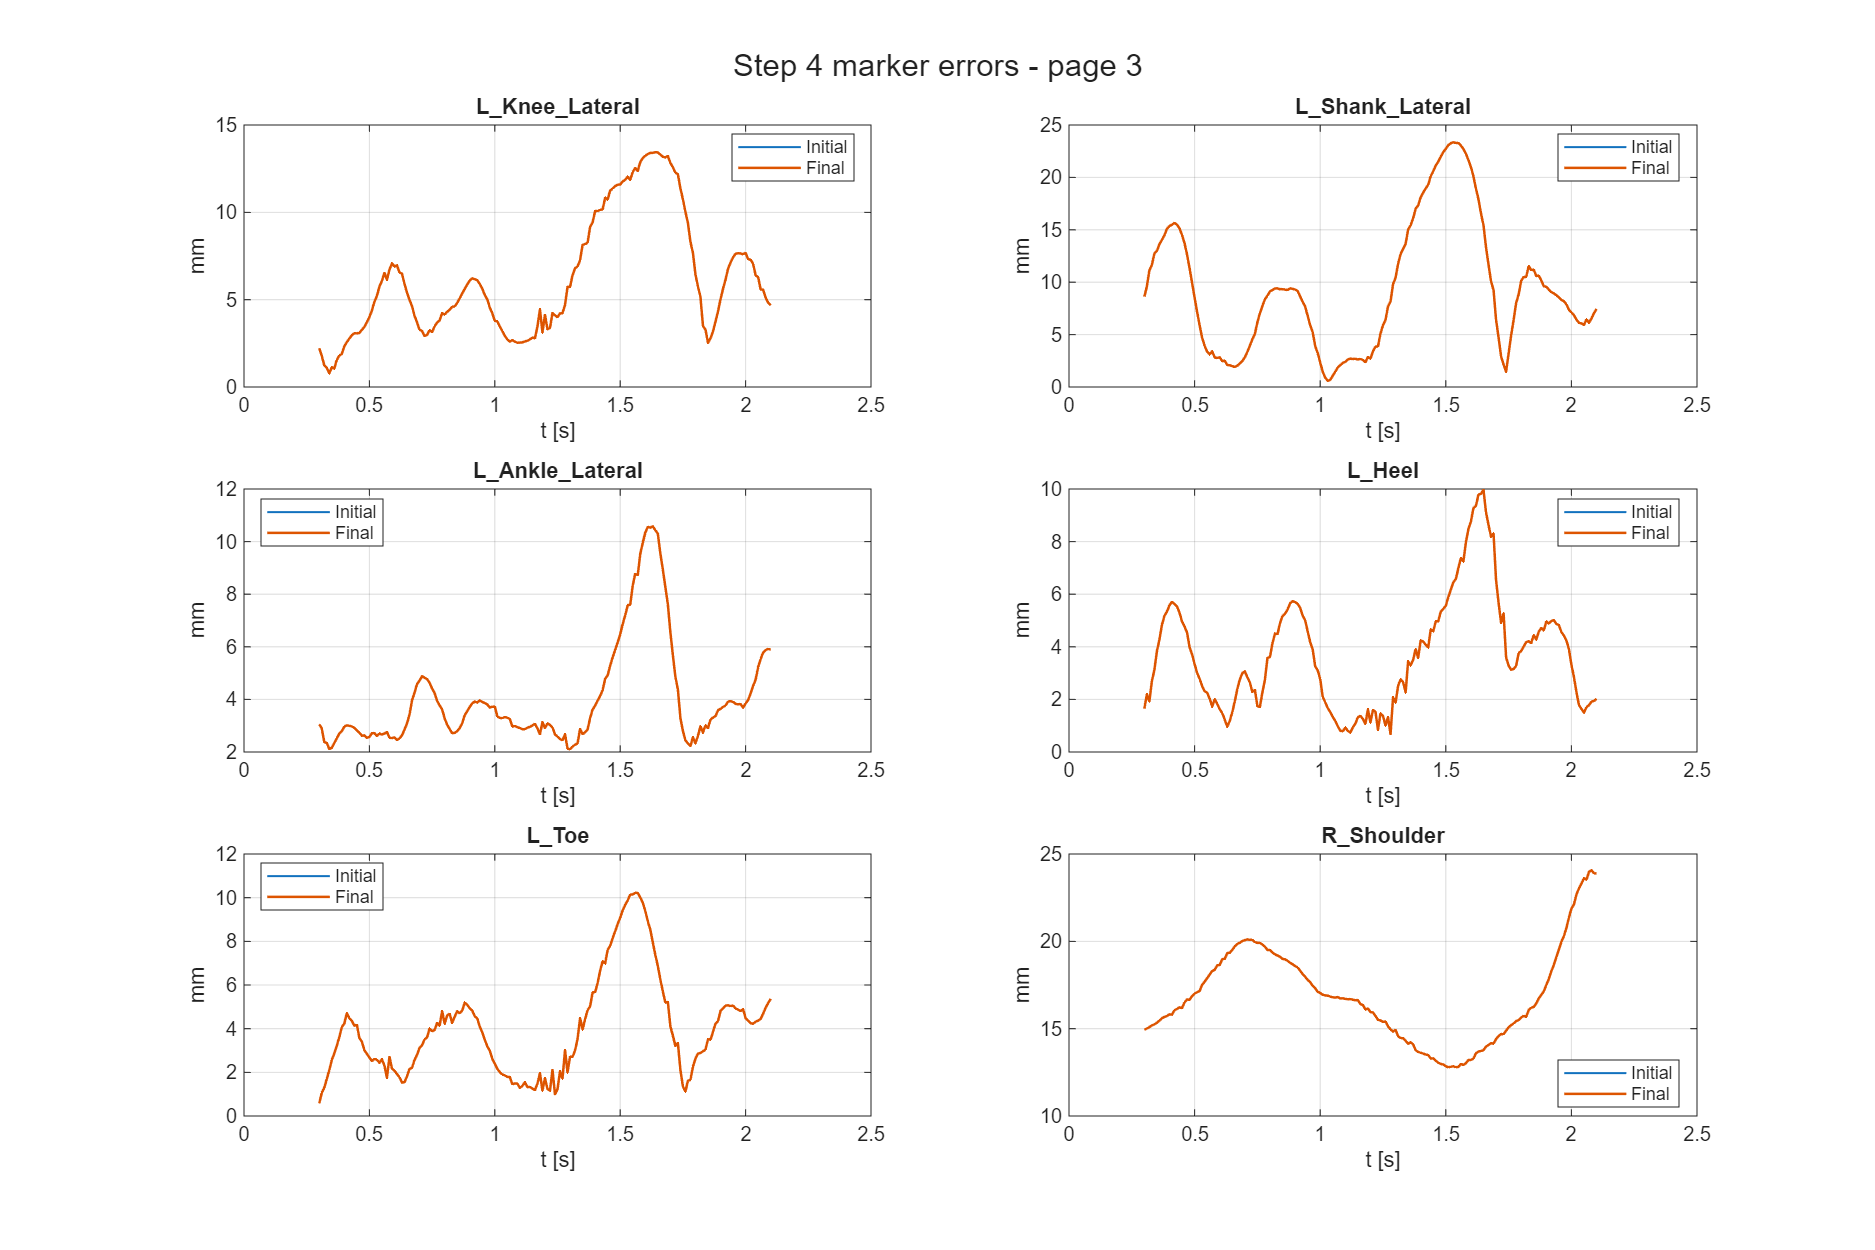 Step 4 marker errors - page 3
L_Knee_Lateral
15
10
5
0
mm
0 0.5 1 1.5 2 2.5
t [s]
Initial
Final
L_Shank_Lateral
25
20
15
10
5
0
mm
0 0.5 1 1.5 2 2.5
t [s]
Initial
Final
L_Ankle_Lateral
12
10
8
6
4
2
mm
0 0.5 1 1.5 2 2.5
t [s]
Initial
Final
L_Heel
10
8
6
4
2
0
mm
0 0.5 1 1.5 2 2.5
t [s]
Initial
Final
L_Toe
12
10
8
6
4
2
0
mm
0 0.5 1 1.5 2 2.5
t [s]
Initial
Final
R_Shoulder
25
20
15
10
mm
0 0.5 1 1.5 2 2.5
t [s]
Initial
Final